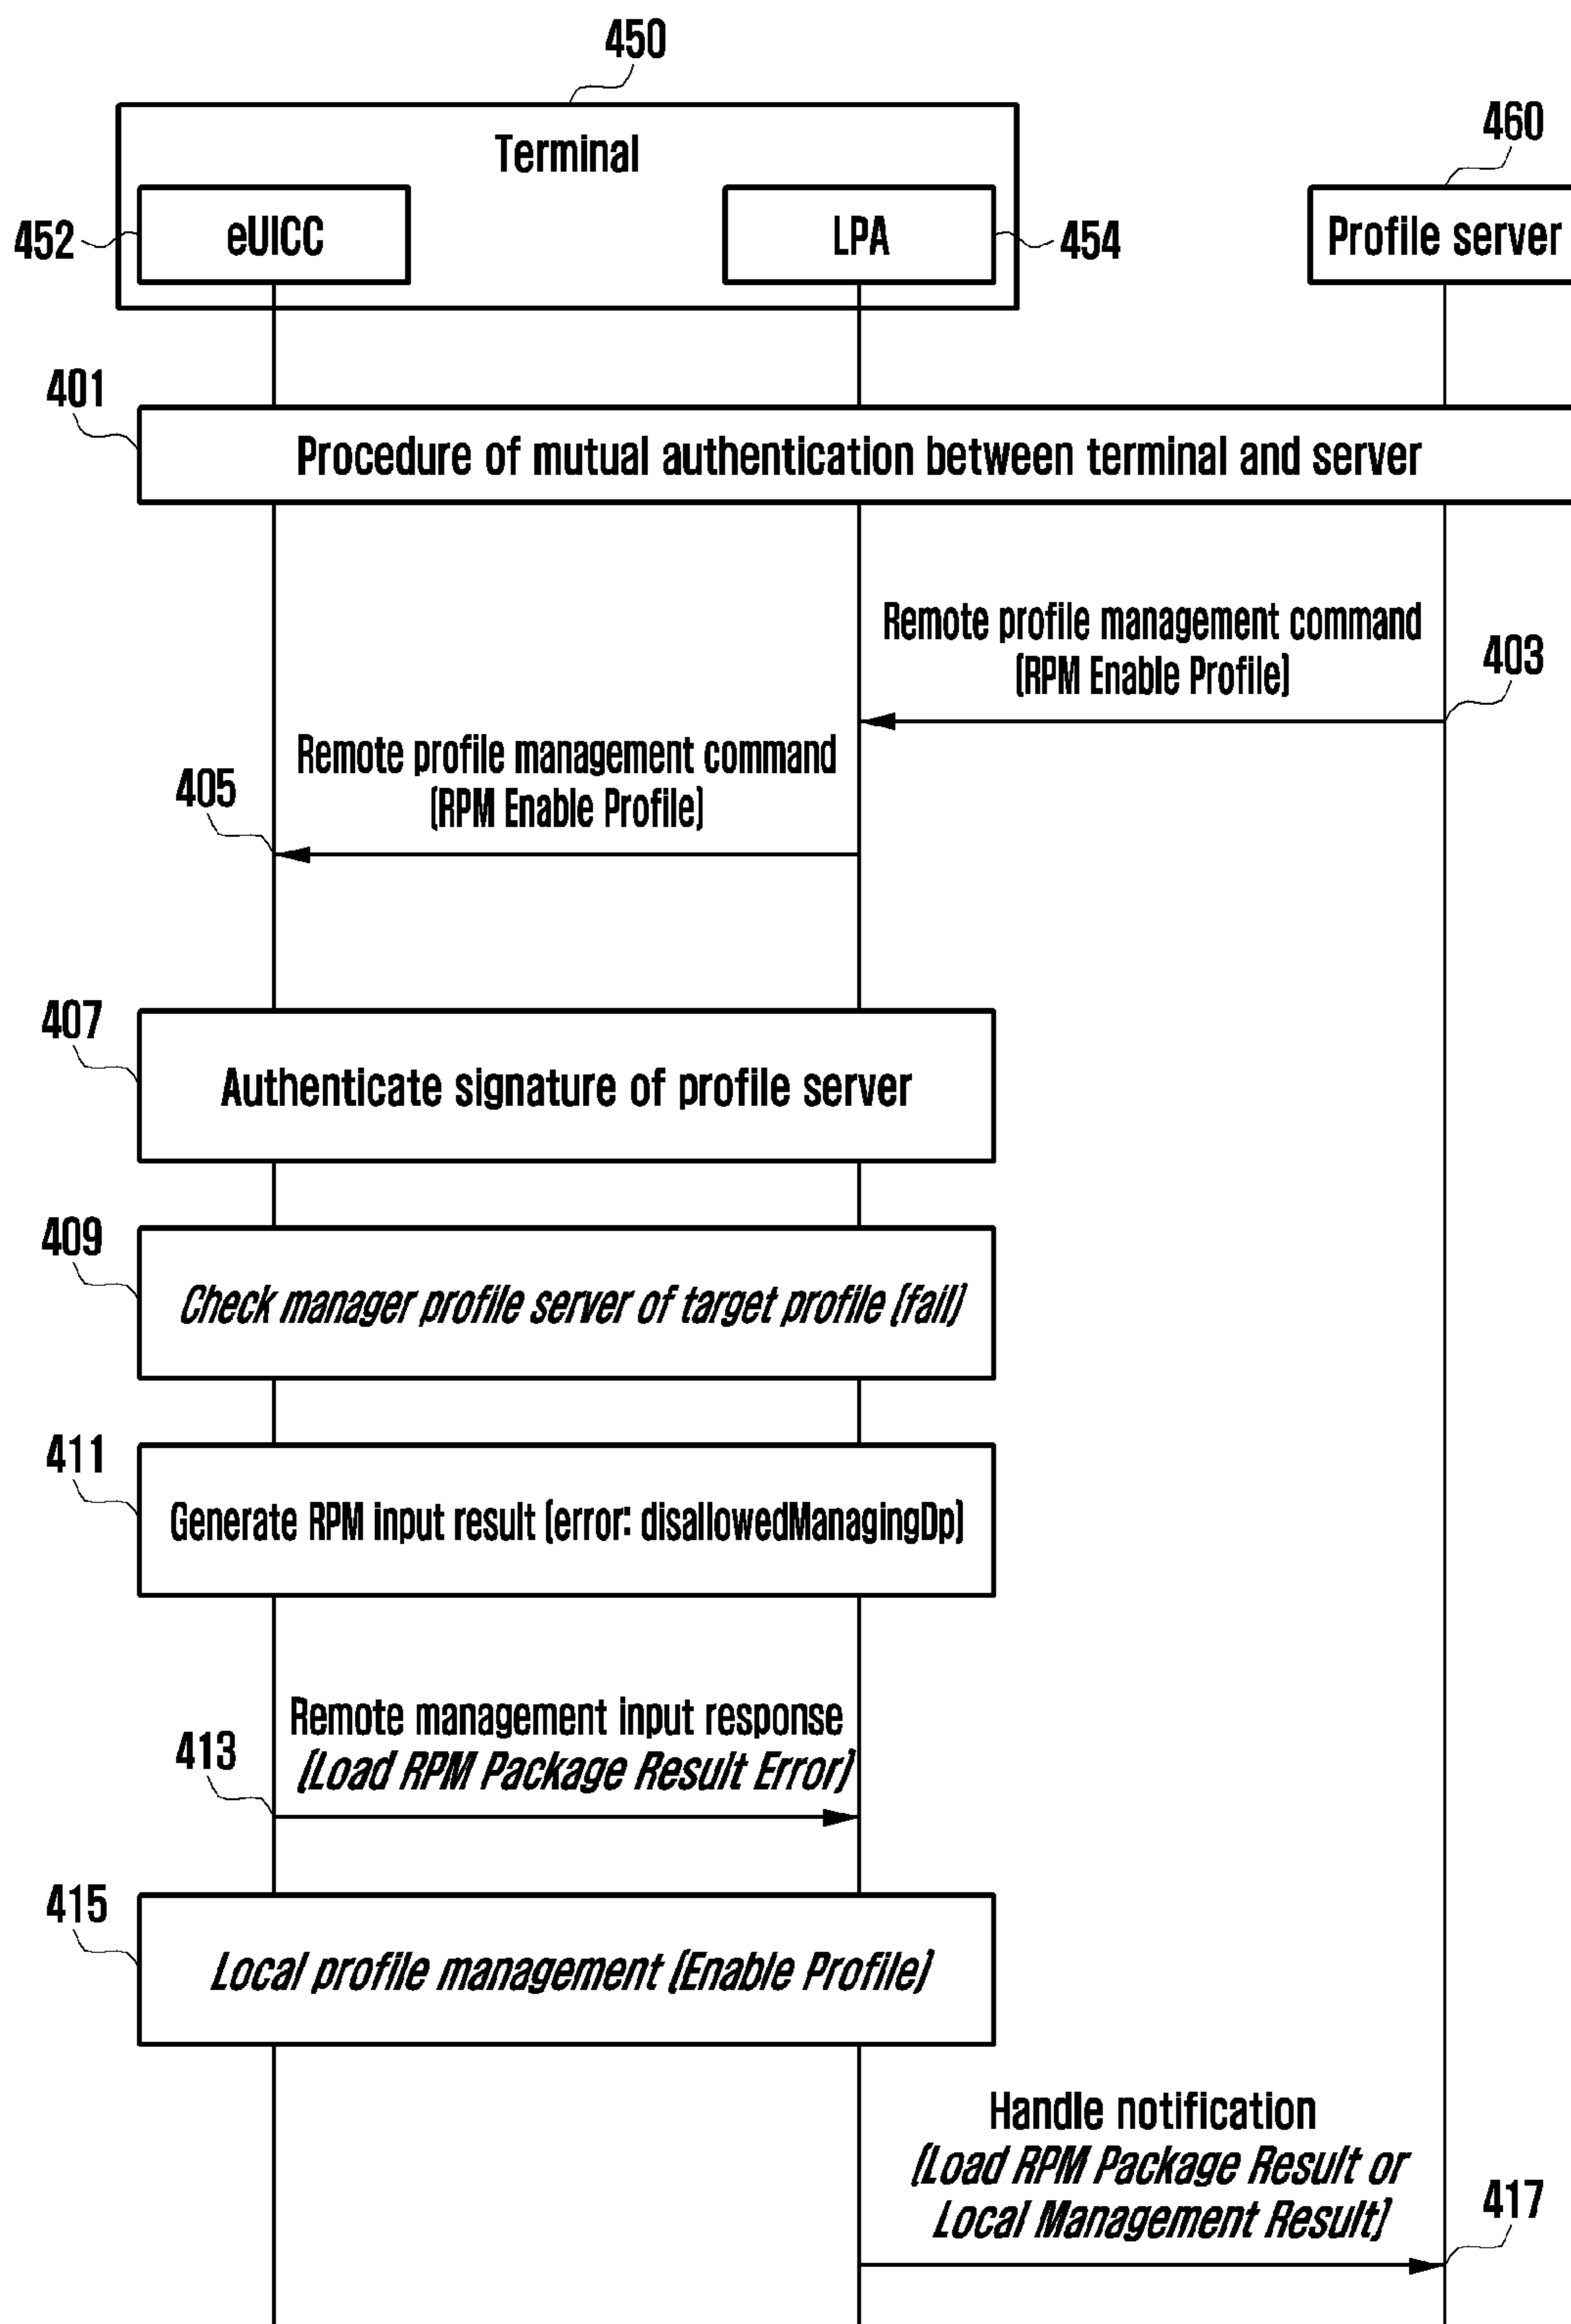 450
Terminal
460
452
eUICC
LPA
454
Profile server
401
Procedure of mutual authentication between terminal and server
Remote profile management command
(RPM Enable Profile)
403
Remote profile management command
(RPM Enable Profile)
405
407
Authenticate signature of profile server
409
Check manager profile server of target profile (fail)
411
Generate RPM input result (error: disallowedManagingDp)
Remote management input response
(Load RPM Package Result Error)
413
415
Local profile management (Enable Profile)
Handle notification
(Load RPM Package Result or
Local Management Result)
417